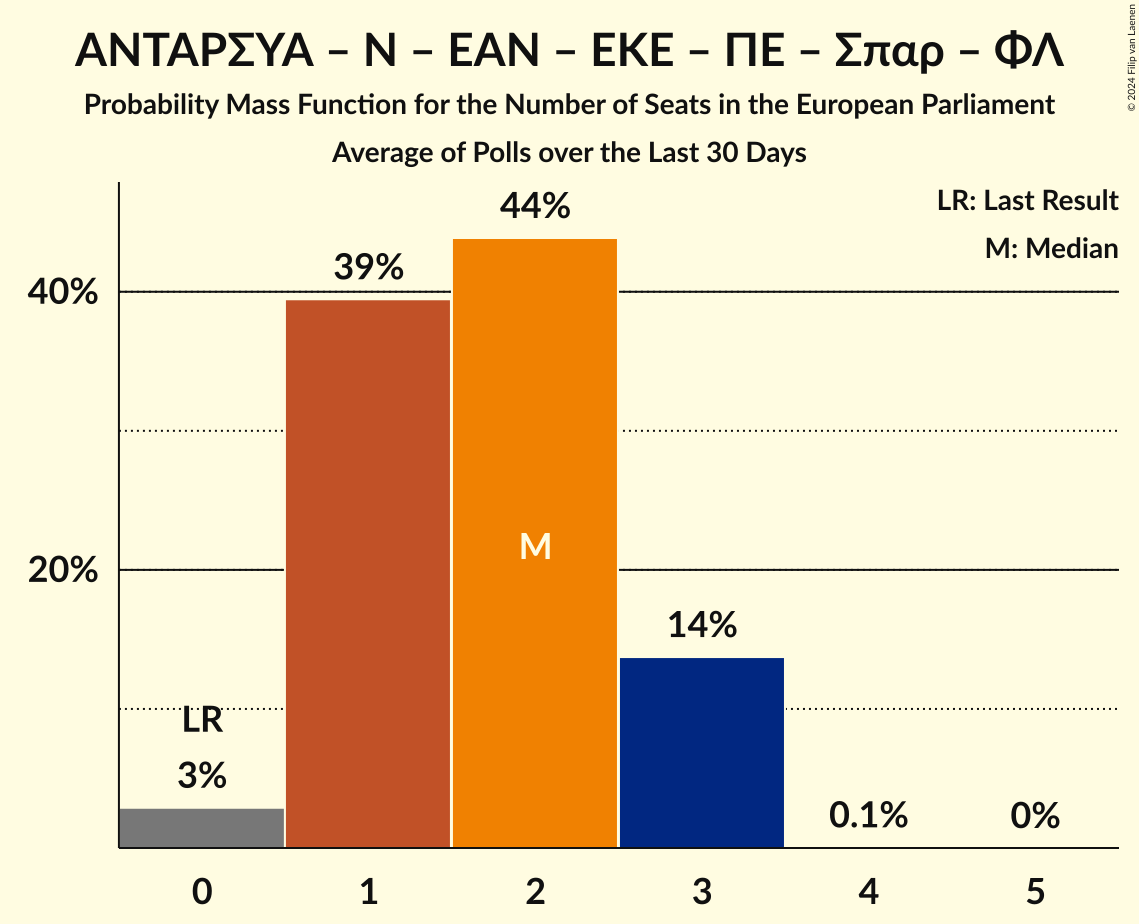 ΑΝΤΑΡΣΥΑ – Ν – ΕΑΝ – ΕΚΕ – ΠΕ – Σπαρ – ΦΛ
Probability Mass Function for the Number of Seats in the European Parliament
Average of Polls over the Last 30 Days
© 2024 Filip van Laenen
LR: Last Result
M: Median
44%
39%
40%
M
20%
14%
LR
3%
0.1%
0%
0 1 2 3 4 5